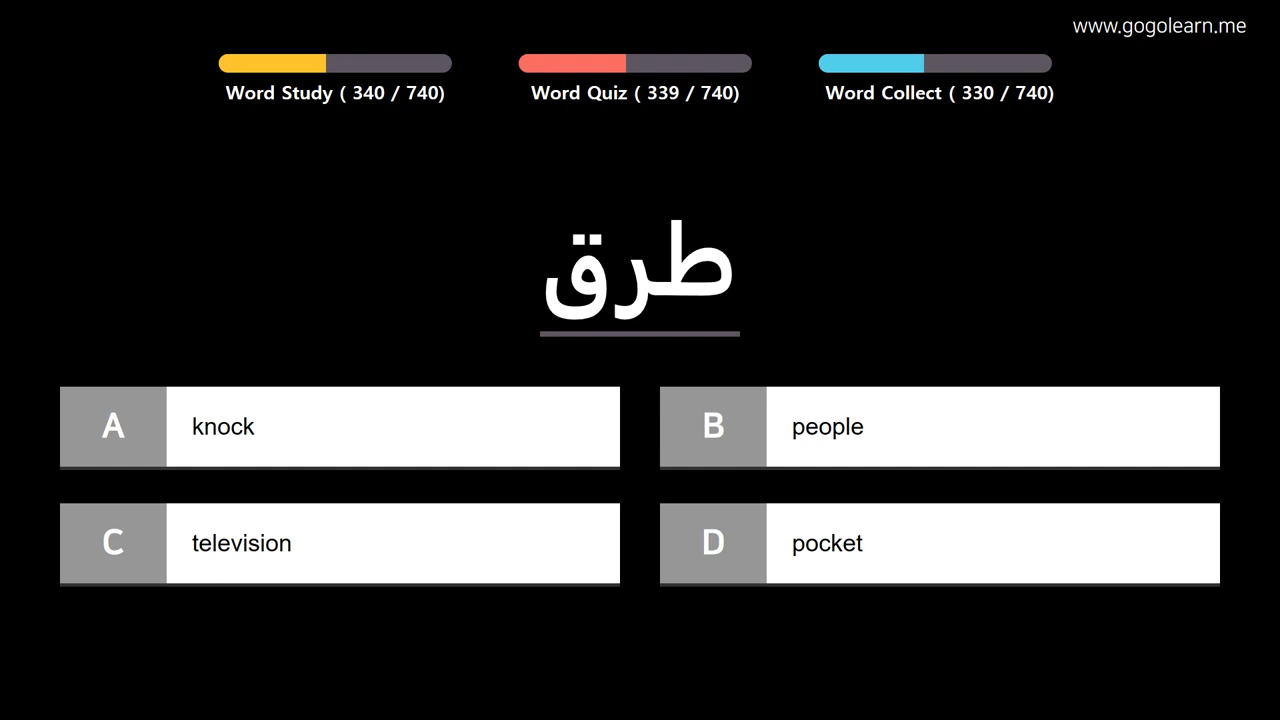 www.gogolearn.me
Word Study ( 340 / 740)
Word Quiz ( 339 / 740)
Word Collect ( 330 / 740)
طرق
A knock
B people
C television
D pocket